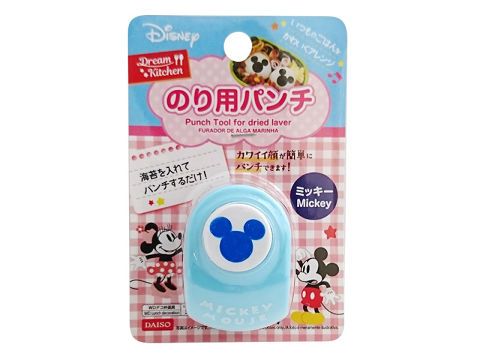 Disney
Dream Kitchen
いつものごはんを
かわいくアレンジ
のり用パンチ
Punch Tool for dried laver
FURADOR DE ALGA MARINHA
海苔を入れて
パンチするだけ!
カワイイ顔が簡単に
パンチできます!
ミッキー
Mickey
MICKEY
MOUSE
DAISO